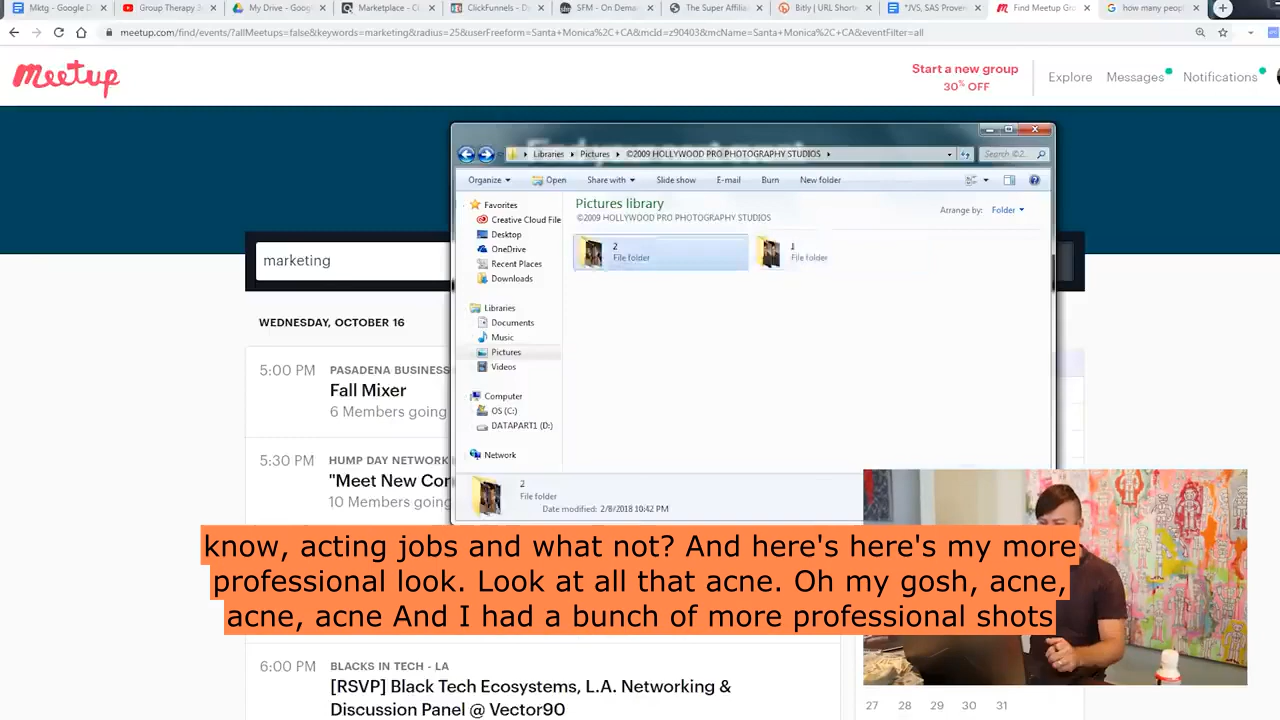 Mktg - Google D
Group Therapy
My Drive - Google
Marketplace - C
ClickFunnels - D
SFM - On Deman
The Super Affilia
Bitly | URL Short
*JVS, SAS Prover
Find Meetup Gro
how many peopl
meetup.com/find/events/?allMeetups=false&keywords=marketing&radius=25&userFreeform=Santa+Monica%2C+CA&mcId=z90403&mcName=Santa+Monica%2C+CA&eventFilter=all
meetup
Start a new group
30% OFF
Explore
Messages
Notifications
Libraries
Pictures
©2009 HOLLYWOOD PRO PHOTOGRAPHY STUDIOS
Search ©2...
Organize
Open
Share with
Slide show
E-mail
Burn
New folder
Favorites
Creative Cloud File
Desktop
OneDrive
Recent Places
Downloads
Libraries
Documents
Music
Pictures
Videos
Computer
OS (C:)
DATAPART1 (D:)
Network
Pictures library
©2009 HOLLYWOOD PRO PHOTOGRAPHY STUDIOS
Arrange by: Folder
2
File folder
1
File folder
2
File folder
Date modified: 2/8/2018 10:42 PM
marketing
WEDNESDAY, OCTOBER 16
5:00 PM
PASADENA BUSINESS
Fall Mixer
6 Members going
5:30 PM
HUMP DAY NETWORK
"Meet New Con
10 Members going
know, acting jobs and what not? And here's here's my more
professional look. Look at all that acne. Oh my gosh, acne,
acne, acne And I had a bunch of more professional shots
6:00 PM
BLACKS IN TECH - LA
[RSVP] Black Tech Ecosystems, L.A. Networking &
Discussion Panel @ Vector90
27 28 29 30 31